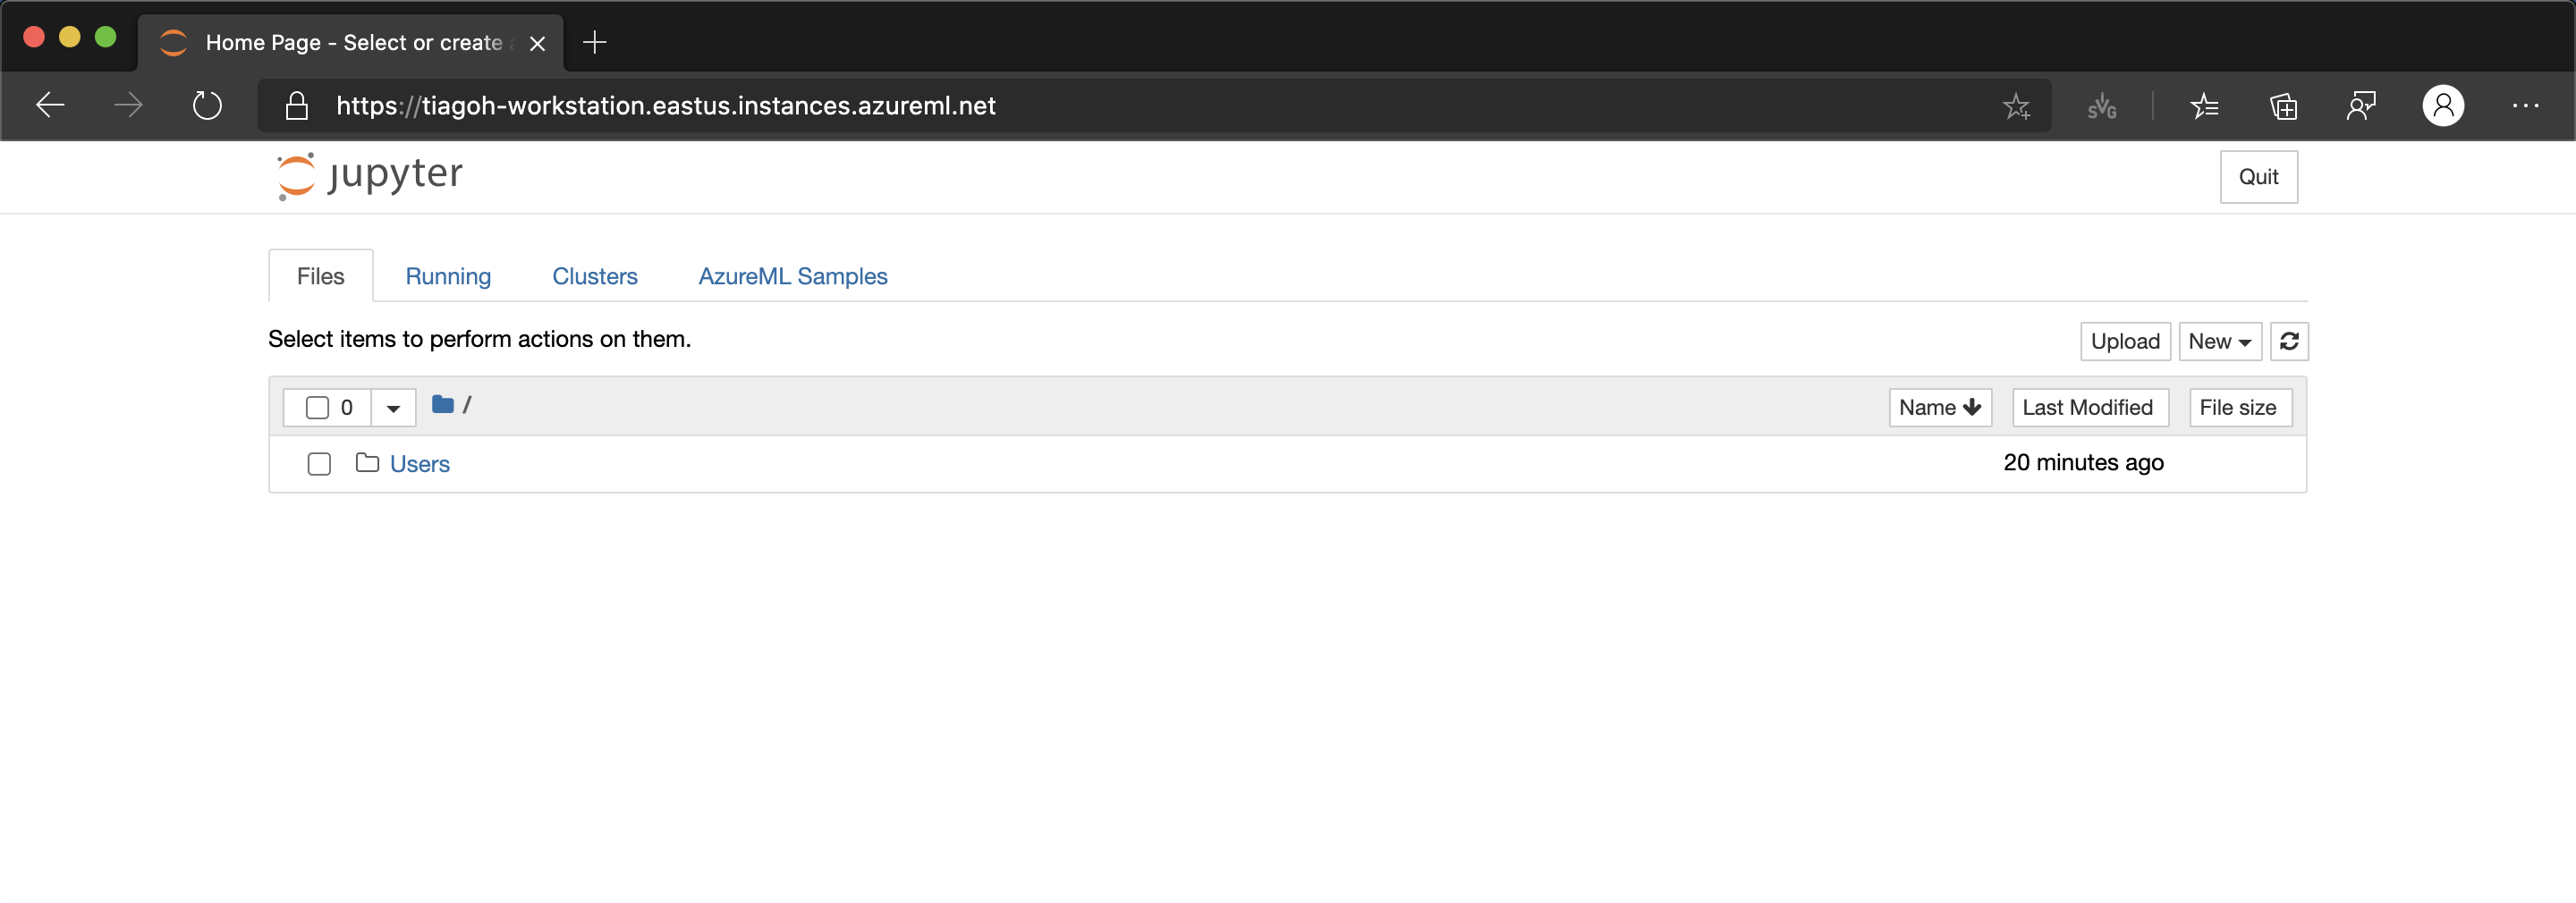 Home Page - Select or create
https://tiagoh-workstation.eastus.instances.azureml.net
SVG
jupyter
Quit
Files Running Clusters AzureML Samples
Select items to perform actions on them.
Upload New
0 / Name Last Modified File size
Users 20 minutes ago